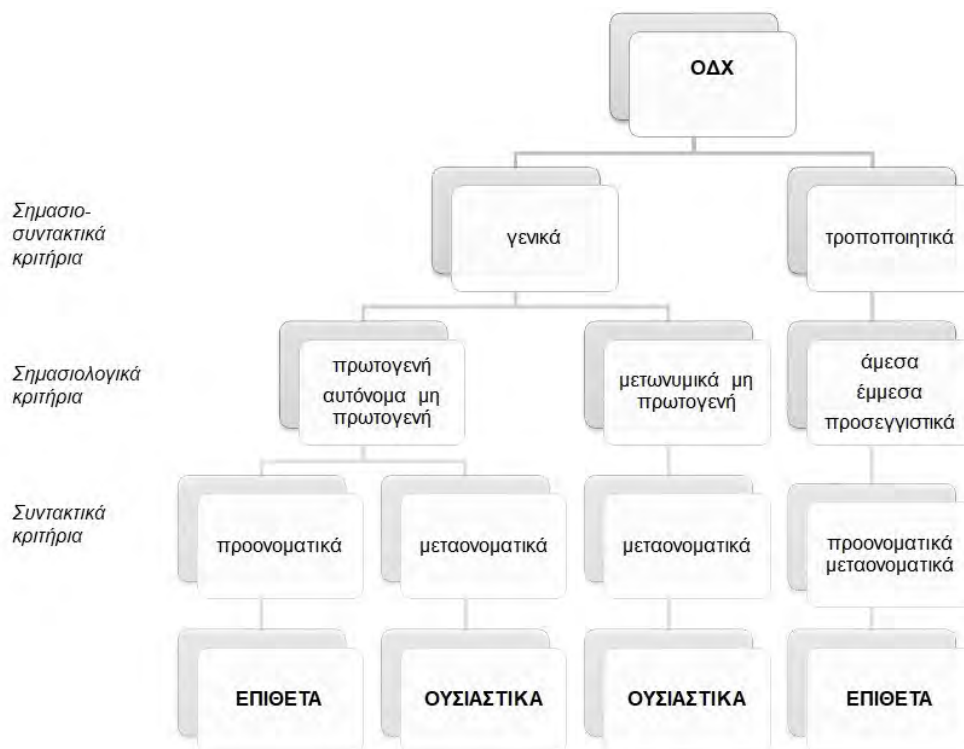 ΟΔΧ
Σημασιο-
συντακτικά
κριτήρια
γενικά
τροπποποιητικά
Σημασιολογικά
κριτήρια
πρωτογενή
αυτόνομα μη
πρωτογενή
μετωνυμικά μη
πρωτογενή
άμεσα
έμμεσα
προσεγγιστικά
Συντακτικά
κριτήρια
προονοματικά
μεταονοματικά
μεταονοματικά
προονοματικά
μεταονοματικά
ΕΠΙΘΕΤΑ
ΟΥΣΙΑΣΤΙΚΑ
ΟΥΣΙΑΣΤΙΚΑ
ΕΠΙΘΕΤΑ